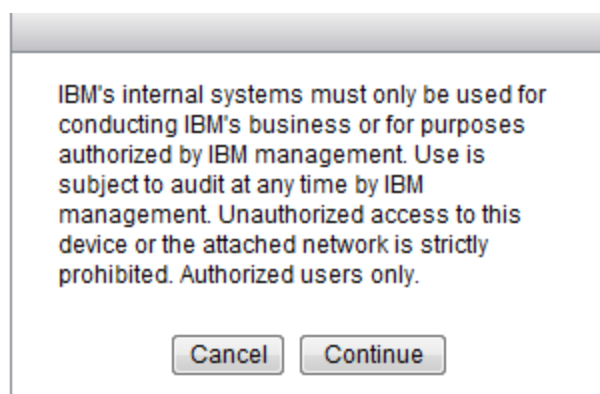 IBM's internal systems must only be used for
conducting IBM's business or for purposes
authorized by IBM management. Use is
subject to audit at any time by IBM
management. Unauthorized access to this
device or the attached network is strictly
prohibited. Authorized users only.
Cancel Continue